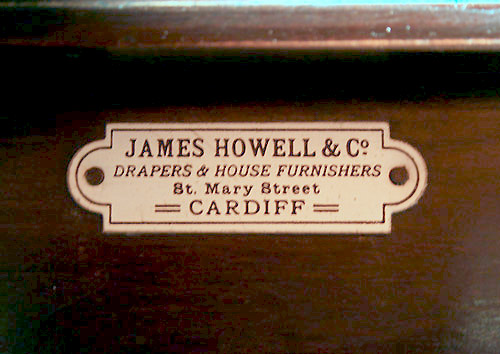 JAMES HOWELL & Cº
DRAPERS & HOUSE FURNISHERS
St. Mary Street
= CARDIFF =